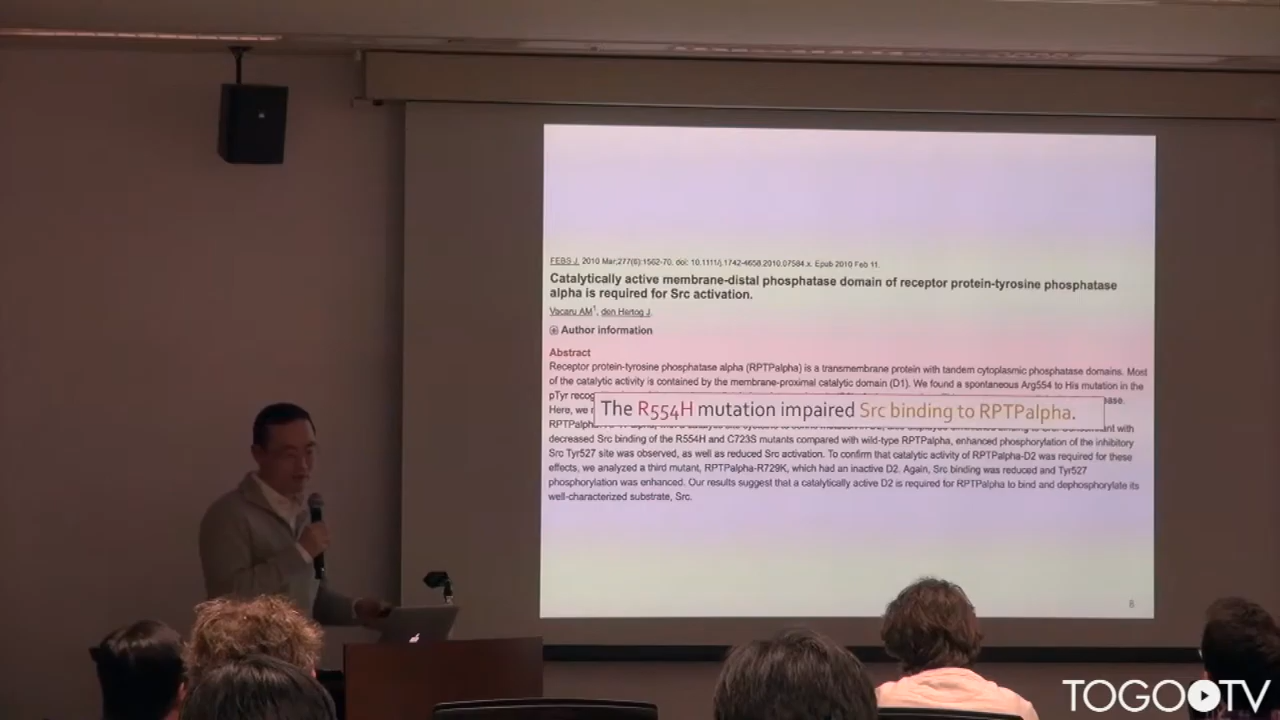 FEBS J. 2010 Mar;277(6):1562-70. doi: 10.1111/j.1742-4658.2010.07584.x. Epub 2010 Feb 11.
Catalytically active membrane-distal phosphatase domain of receptor protein-tyrosine phosphatase
alpha is required for Src activation.
Vacaru AM1, den Hertog J.
Author information
Abstract
Receptor protein-tyrosine phosphatase alpha (RPTPalpha) is a transmembrane protein with tandem cytoplasmic phosphatase domains. Most
of the catalytic activity is contained by the membrane-proximal catalytic domain (D1). We found a spontaneous Arg554 to His mutation in the
pTyr recog
Here, we
The R554H mutation impaired Src binding to RPTPalpha.
decreased Src binding of the R554H and C723S mutants compared with wild-type RPTPalpha, enhanced phosphorylation of the inhibitory
Src Tyr527 site was observed, as well as reduced Src activation. To confirm that catalytic activity of RPTPalpha-D2 was required for these
effects, we analyzed a third mutant, RPTPalpha-R729K, which had an inactive D2. Again, Src binding was reduced and Tyr527
phosphorylation was enhanced. Our results suggest that a catalytically active D2 is required for RPTPalpha to bind and dephosphorylate its
well-characterized substrate, Src.
TOGO TV